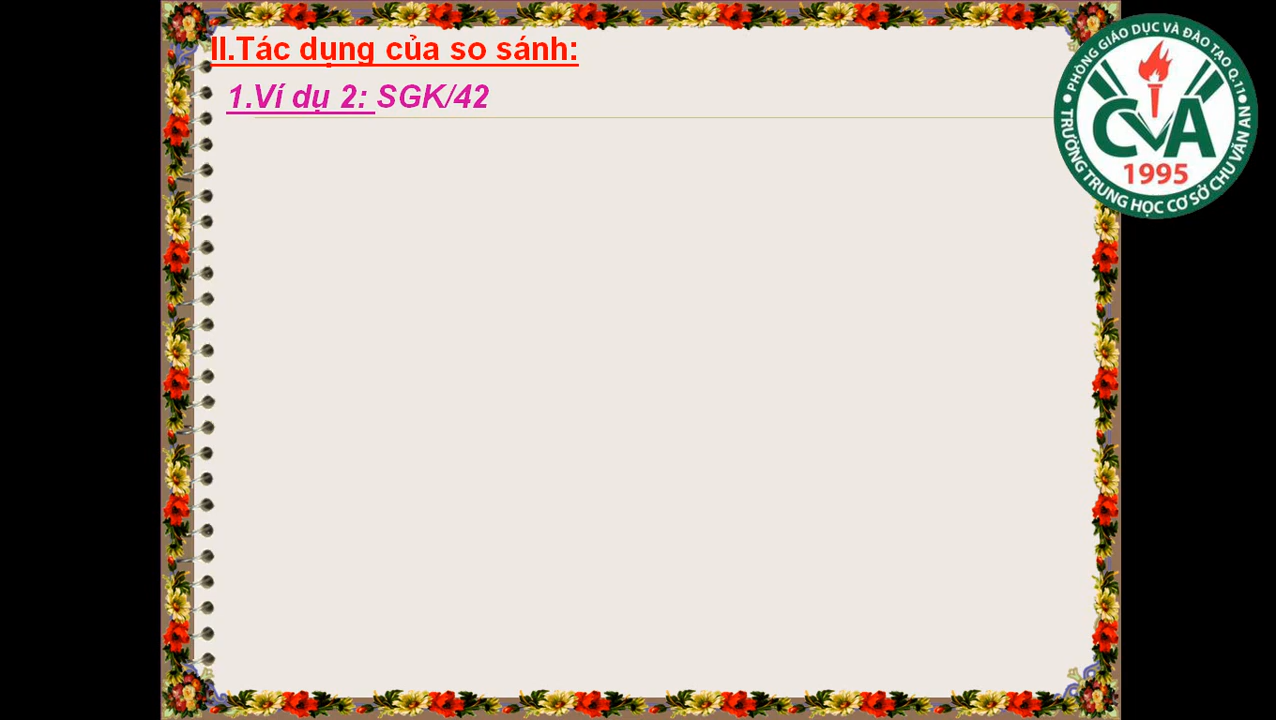 II.Tác dụng của so sánh:
1.Ví dụ 2: SGK/42
PHÒNG GIÁO DỤC VÀ ĐÀO TẠO Q.11
CVA
1995
TRƯỜNG TRUNG HỌC CƠ SỞ CHU VĂN AN